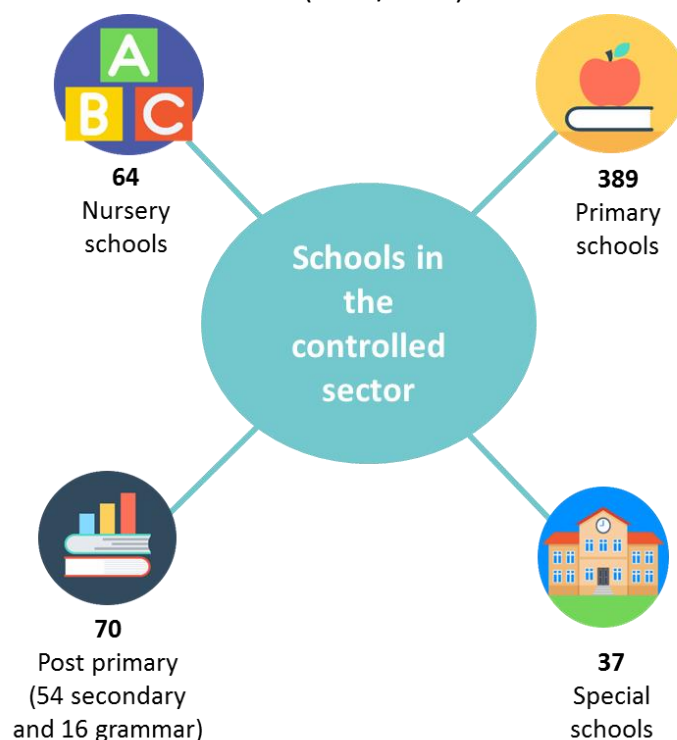 A
B C
64
Nursery
schools
389
Primary
schools
Schools in
the
controlled
sector
70
Post primary
(54 secondary
and 16 grammar)
37
Special
schools